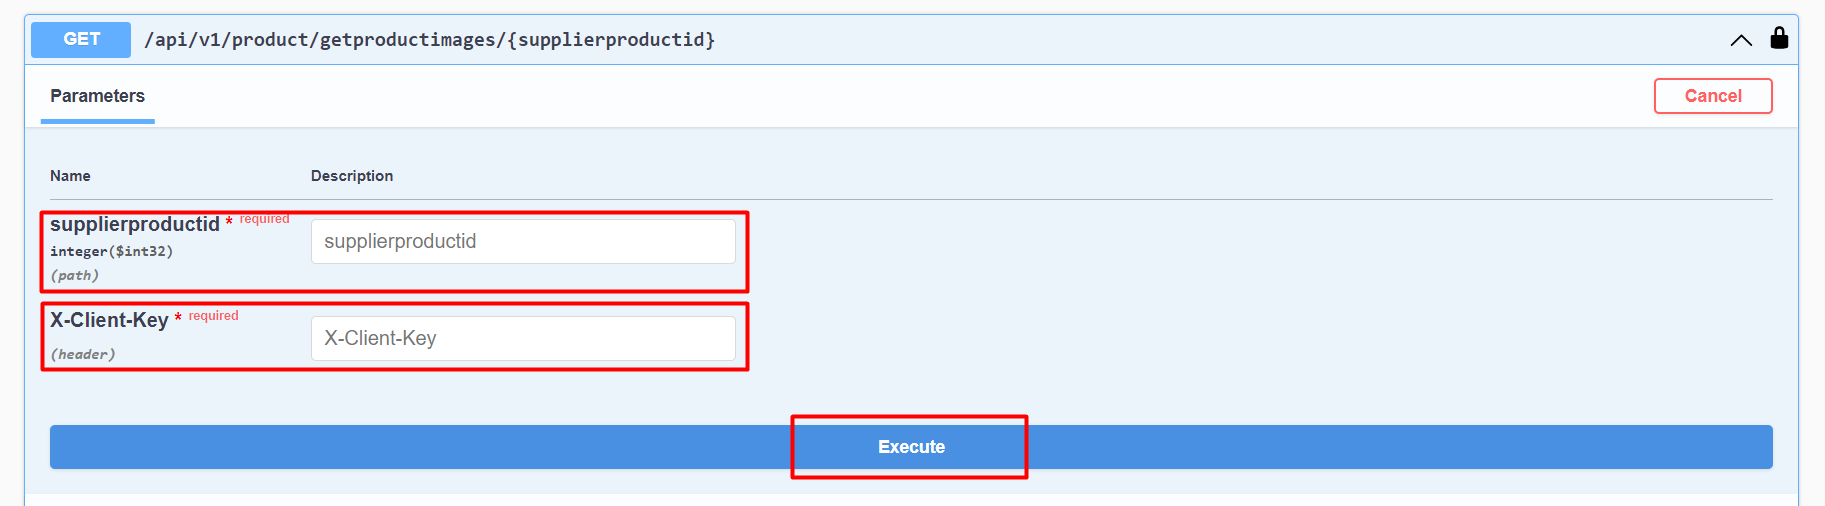 GET /api/v1/product/getproductimages/{supplierproductid}
Parameters
Cancel
Name Description
supplierproductid * required
supplierproductid
integer($int32)
(path)
X-Client-Key * required
X-Client-Key
(header)
Execute